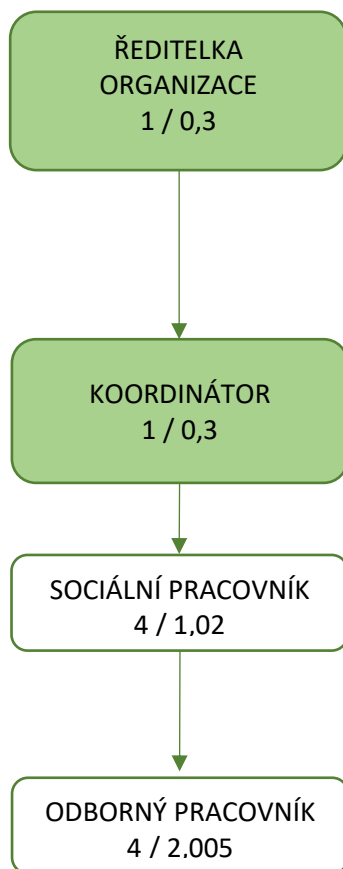 ŘEDITELKA
ORGANIZACE
1 / 0,3
KOORDINÁTOR
1 / 0,3
SOCIÁLNÍ PRACOVNÍK
4 / 1,02
ODBORNÝ PRACOVNÍK
4 / 2,005